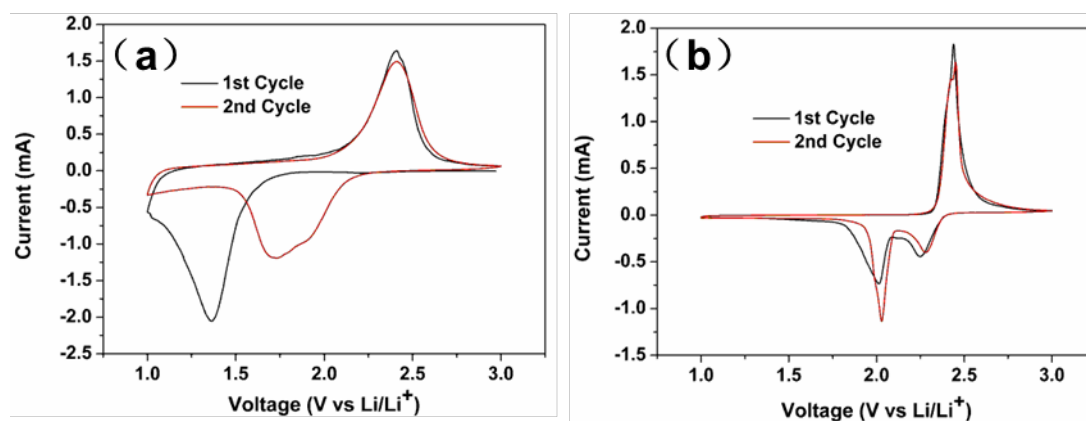 (a)
1st Cycle
2nd Cycle
Current (mA)
2.0
1.5
1.0
0.5
0.0
-0.5
-1.0
-1.5
-2.0
-2.5
1.0 1.5 2.0 2.5 3.0
Voltage (V vs Li/Li⁺)
(b)
1st Cycle
2nd Cycle
Current (mA)
2.0
1.5
1.0
0.5
0.0
-0.5
-1.0
-1.5
1.0 2.0 2.5 3.0
Voltage (V vs Li/Li⁺)